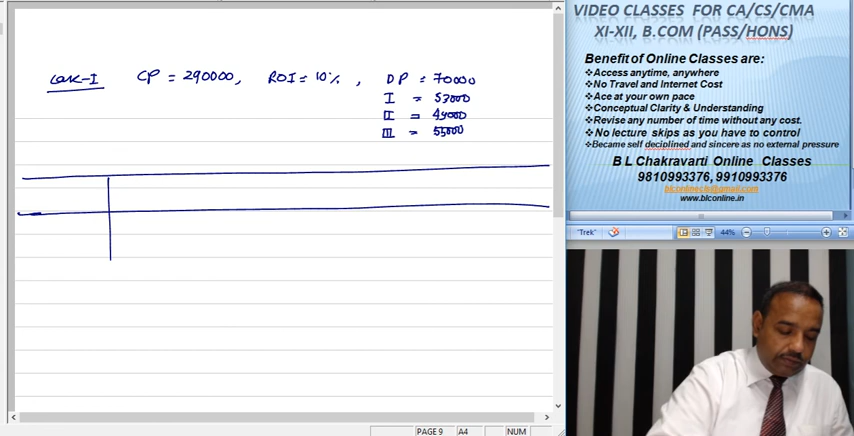 Case-I CP = 290000, ROI = 10%, DP = 70000
I = 53000
II = 49000
III = 55000
PAGE 9 A4 NUM
VIDEO CLASSES FOR CA/CS/CMA
XI-XII, B.COM (PASS/HONS)
Benefit of Online Classes are:
Access anytime, anywhere
No Travel and Internet Cost
Ace at your own pace
Conceptual Clarity & Understanding
Revise any number of time without any cost.
No lecture skips as you have to control
Became self deciplined and sincere as no external pressure
B L Chakravarti Online Classes
9810993376, 9910993376
www.blconline.in
"Trek" 44%